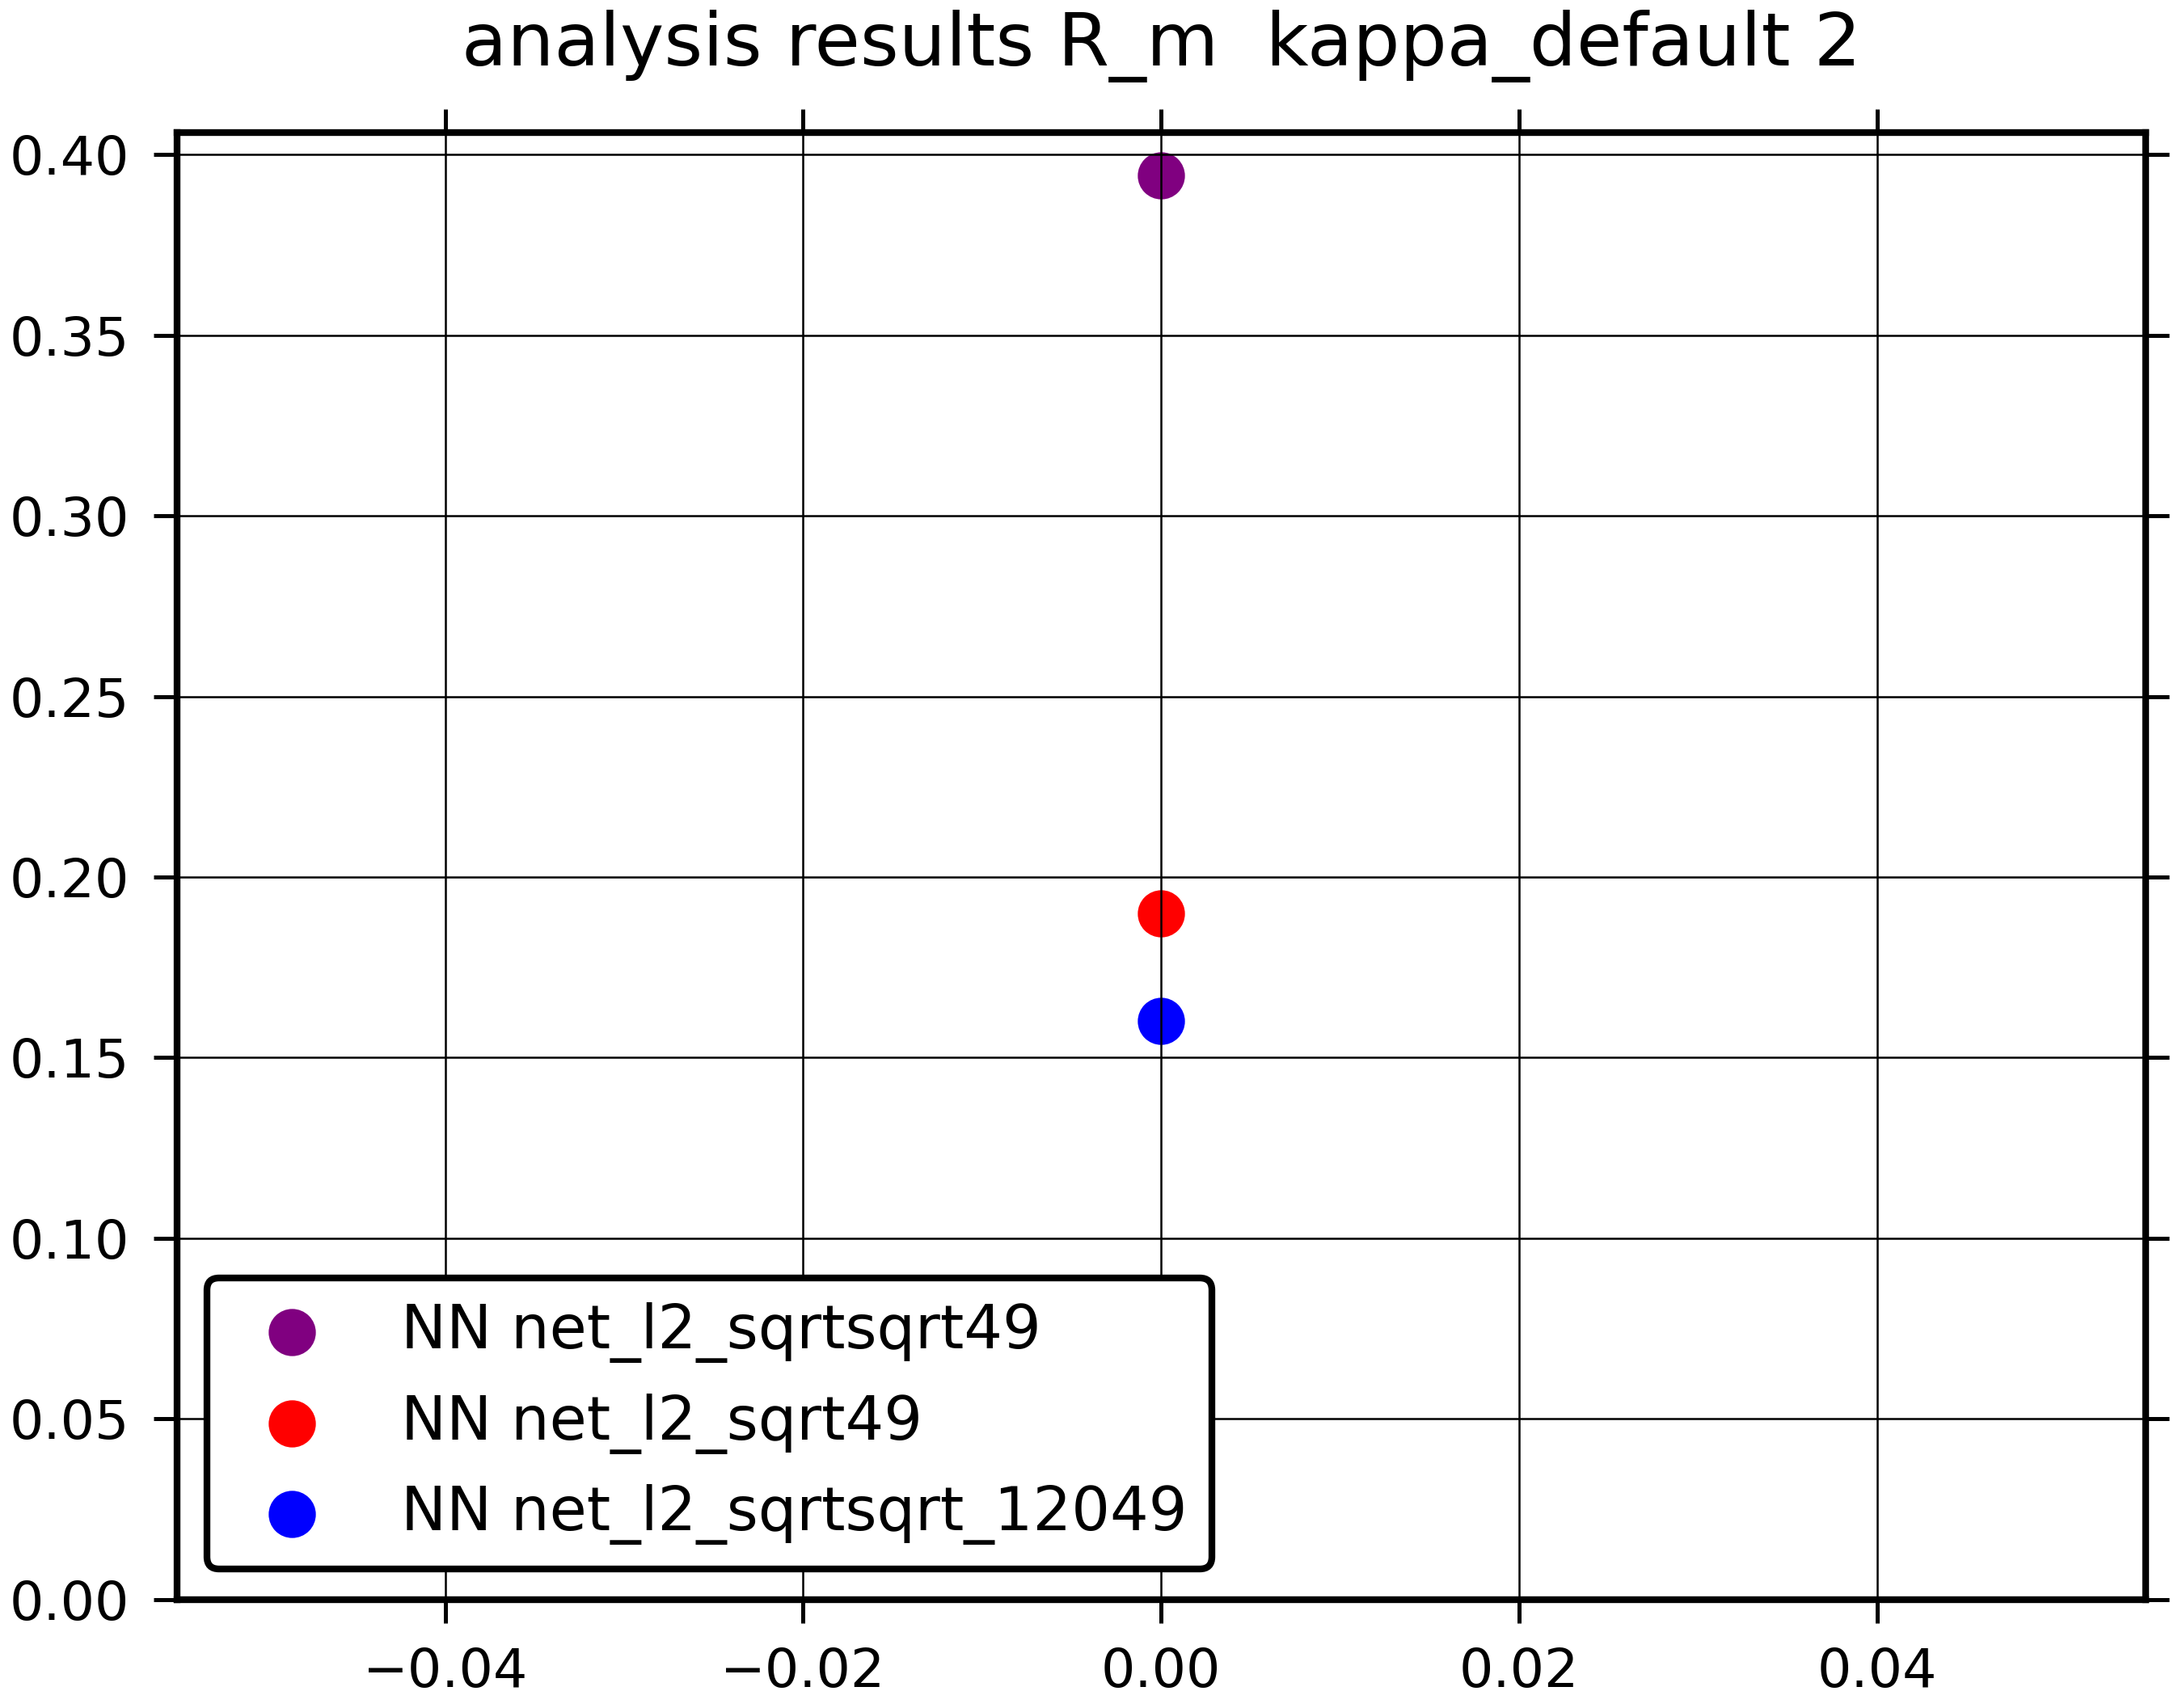 analysis results R_m  kappa_default 2
0.40
0.35
0.30
0.25
0.20
0.15
0.10
0.05
0.00
NN net_l2_sqrtsqrt49
NN net_l2_sqrt49
NN net_l2_sqrtsqrt_12049
−0.04 −0.02 0.00 0.02 0.04